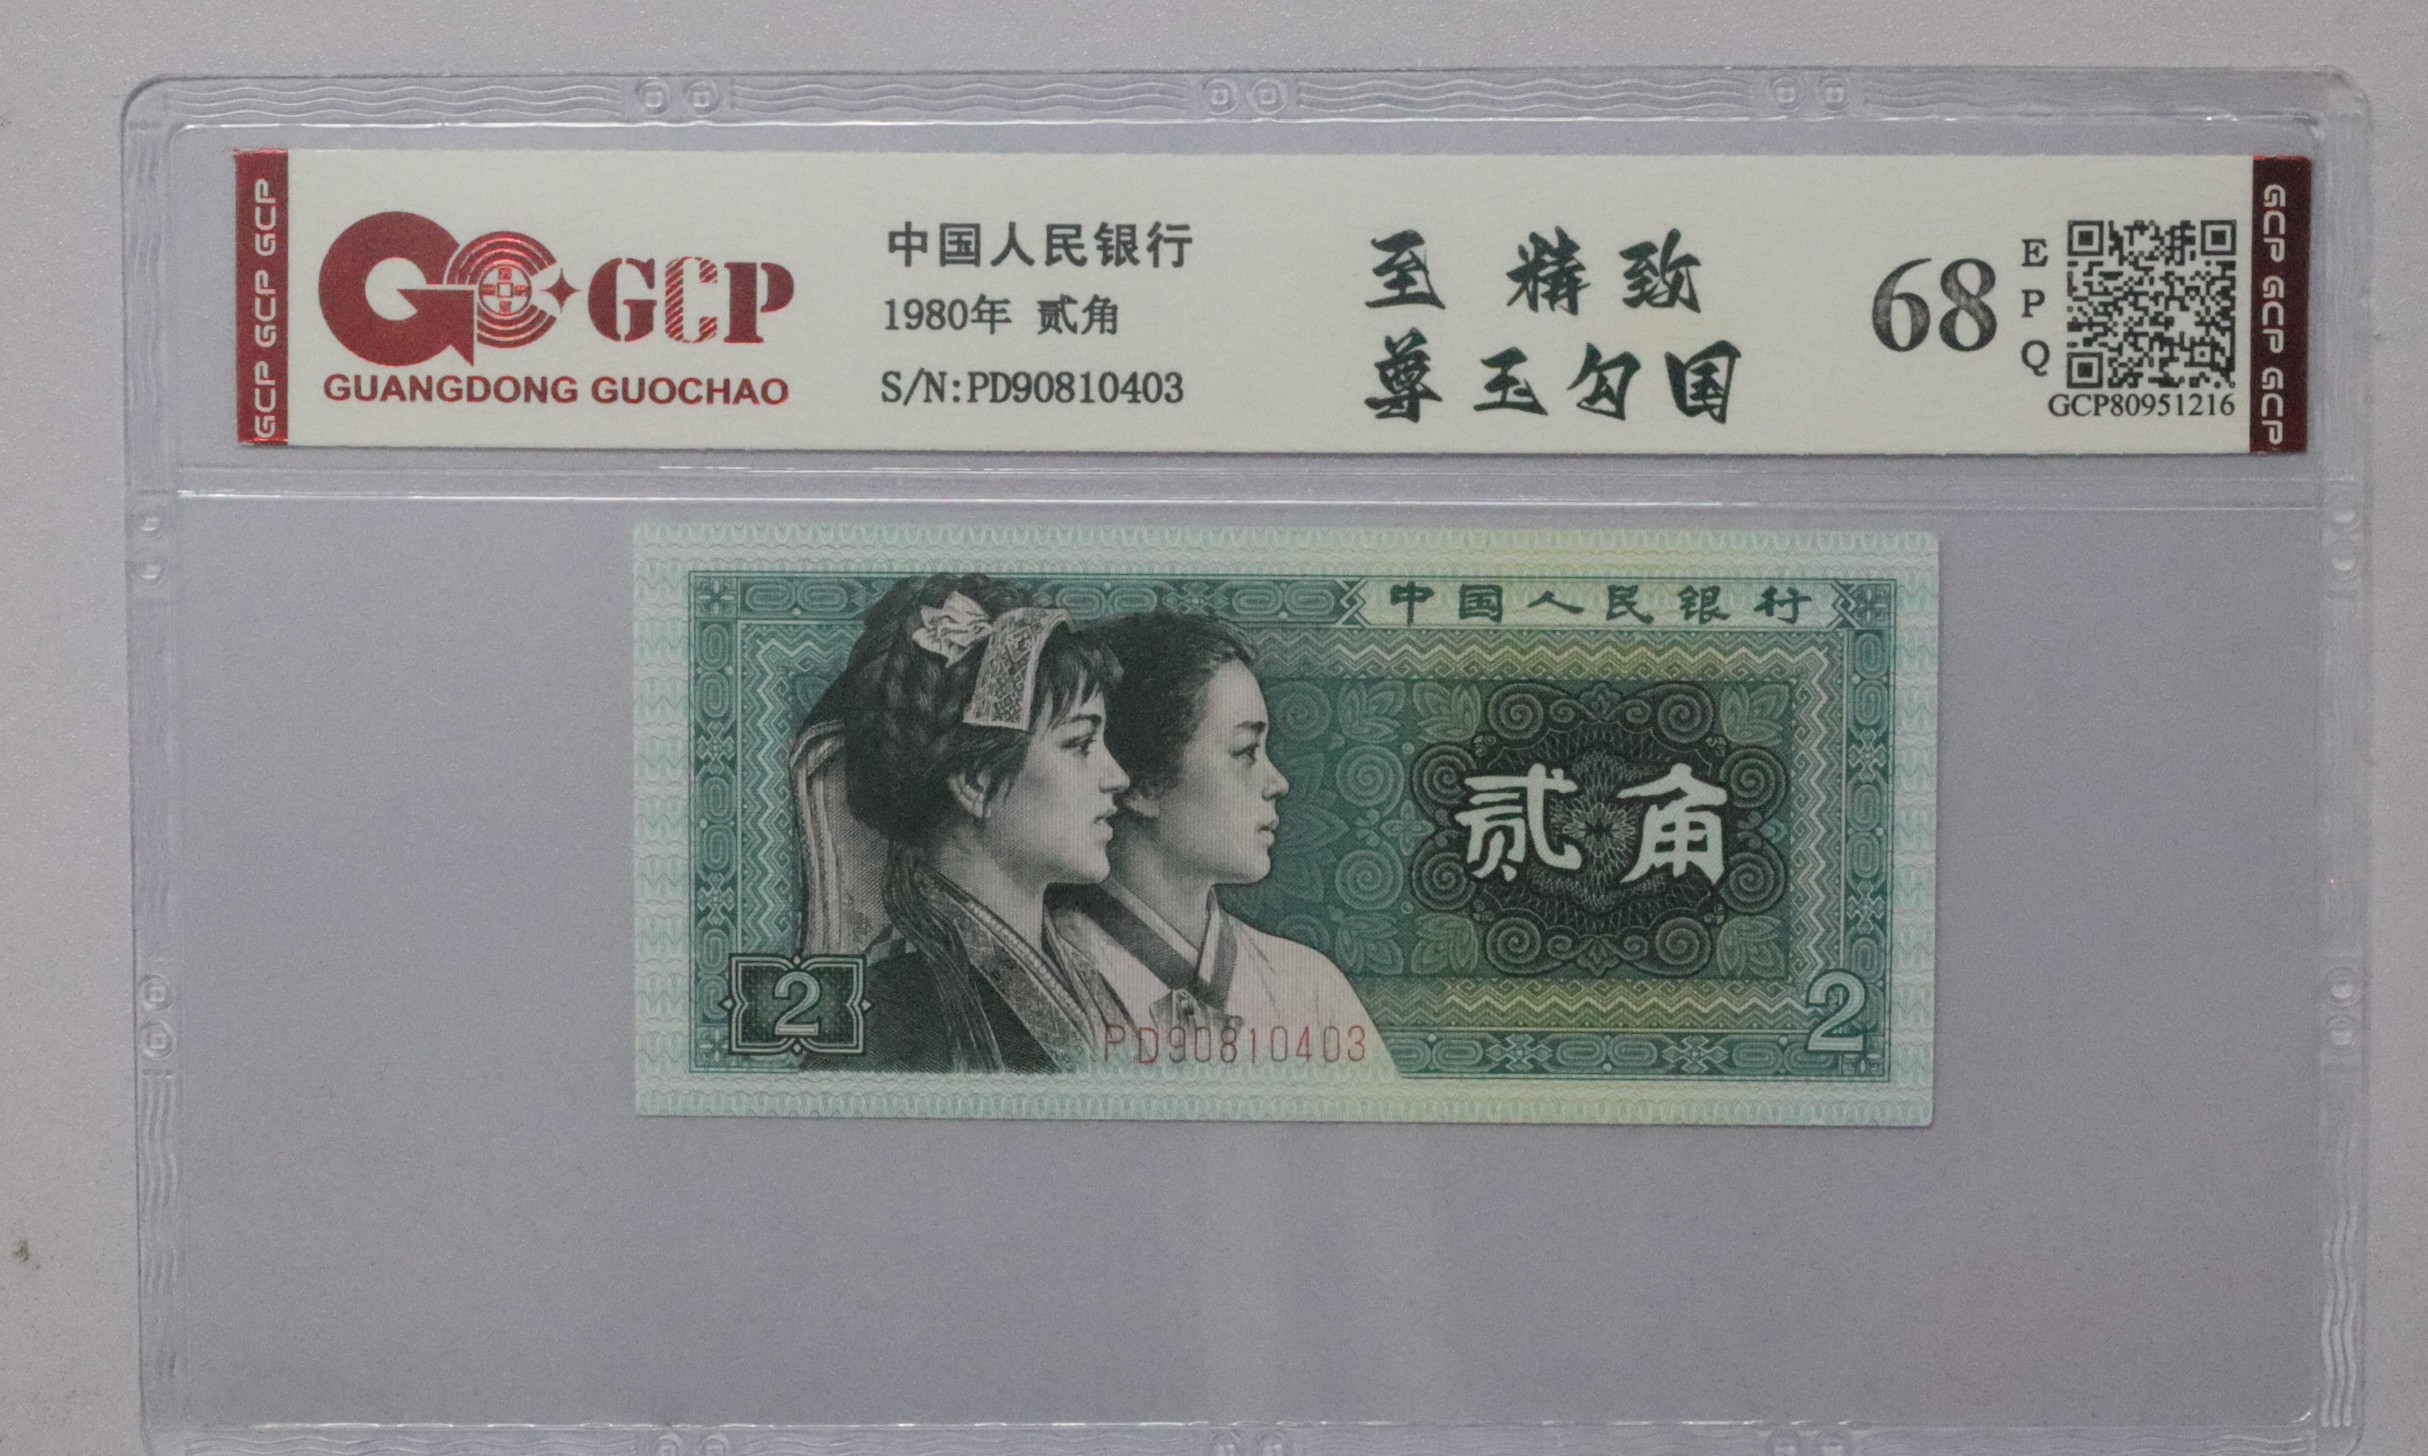 GCP GCP GCP
GCP
GUANGDONG GUOCHAO
中国人民银行
1980年 贰角
S/N:PD90810403
至 精致
尊 玉勾国
68
EPQ
GCP80951216
GCP GCP GCP
中国人民银行
贰角
2
PD90810403
2